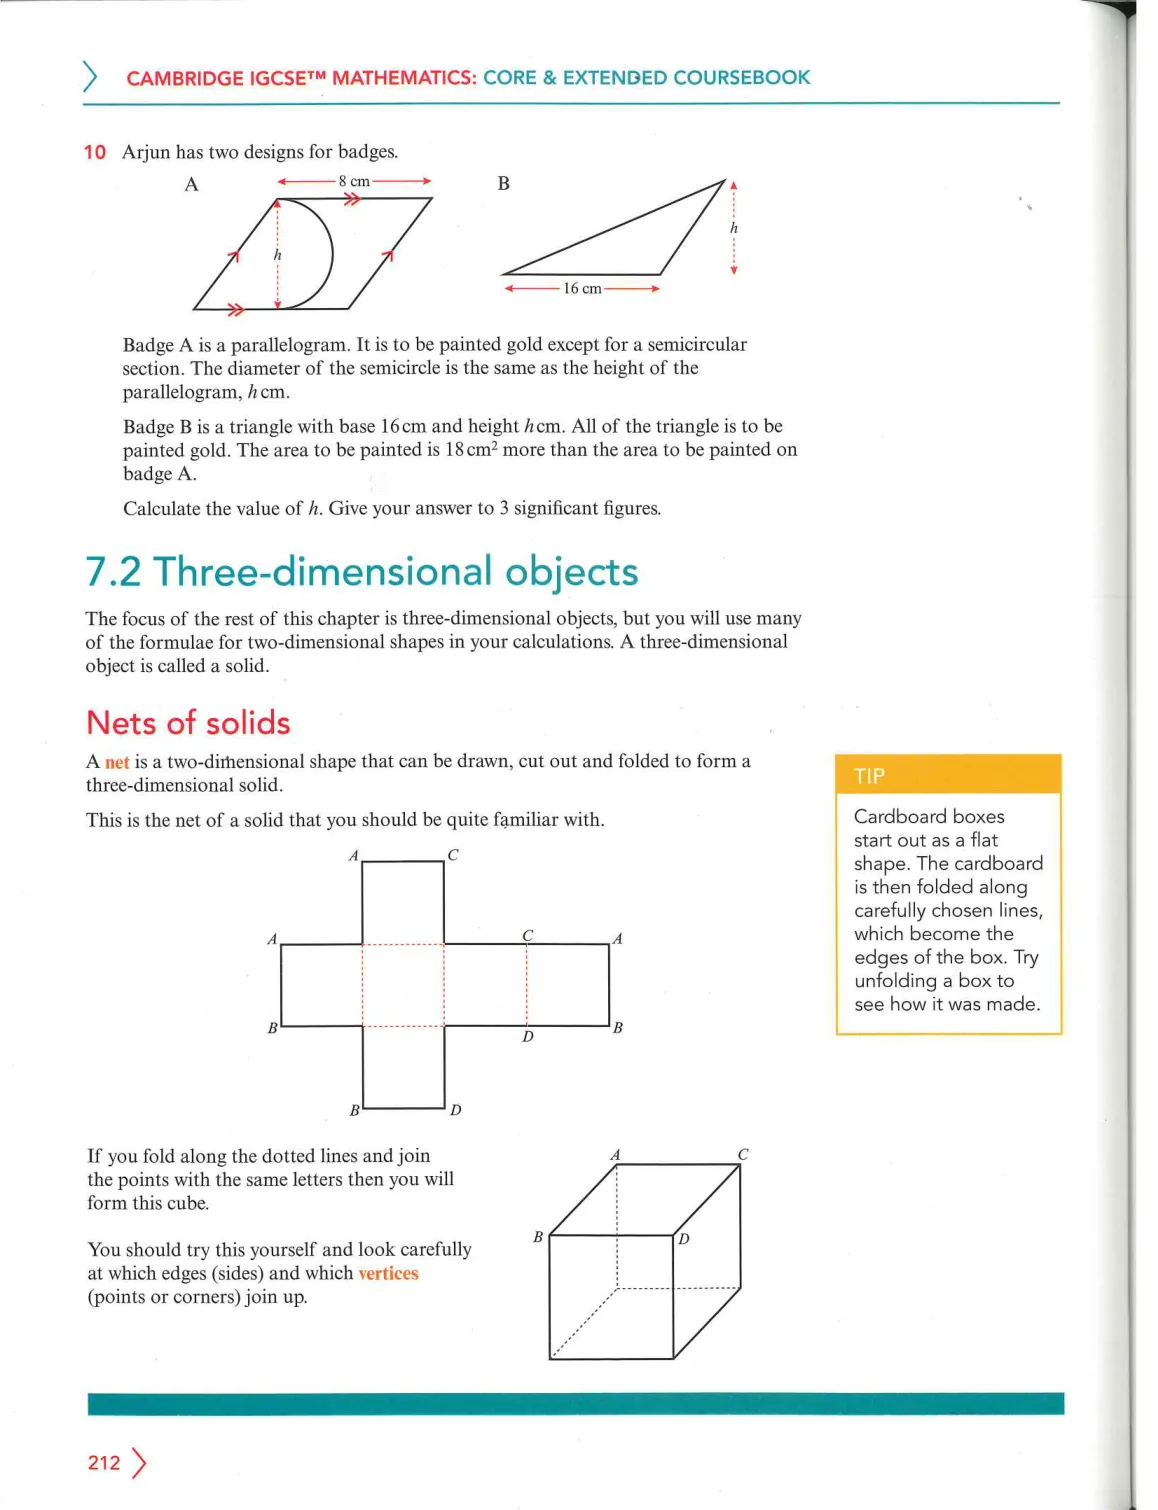 CAMBRIDGE IGCSE™ MATHEMATICS: CORE & EXTENDED COURSEBOOK
10 Arjun has two designs for badges.
A
8 cm
h
B
h
16 cm
Badge A is a parallelogram. It is to be painted gold except for a semicircular
section. The diameter of the semicircle is the same as the height of the
parallelogram, h cm.
Badge B is a triangle with base 16 cm and height h cm. All of the triangle is to be
painted gold. The area to be painted is 18 cm² more than the area to be painted on
badge A.
Calculate the value of h. Give your answer to 3 significant figures.
7.2 Three-dimensional objects
The focus of the rest of this chapter is three-dimensional objects, but you will use many
of the formulae for two-dimensional shapes in your calculations. A three-dimensional
object is called a solid.
Nets of solids
A net is a two-dimensional shape that can be drawn, cut out and folded to form a
three-dimensional solid.
This is the net of a solid that you should be quite familiar with.
A C
A C A
B D B
B D
TIP
Cardboard boxes
start out as a flat
shape. The cardboard
is then folded along
carefully chosen lines,
which become the
edges of the box. Try
unfolding a box to
see how it was made.
If you fold along the dotted lines and join
the points with the same letters then you will
form this cube.
You should try this yourself and look carefully
at which edges (sides) and which vertices
(points or corners) join up.
A C
B D
212